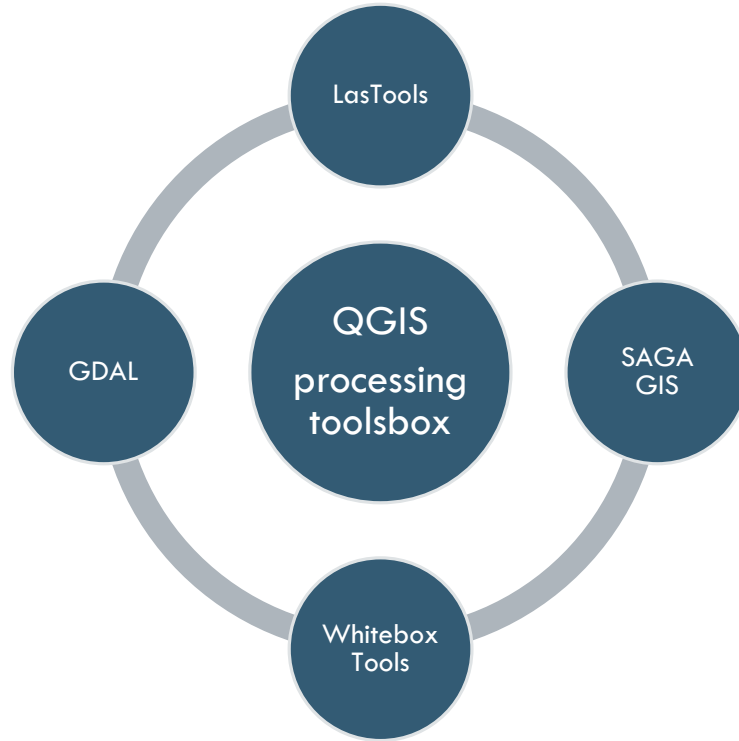 LasTools
GDAL
QGIS
processing
toolsbox
SAGA
GIS
Whitebox
Tools